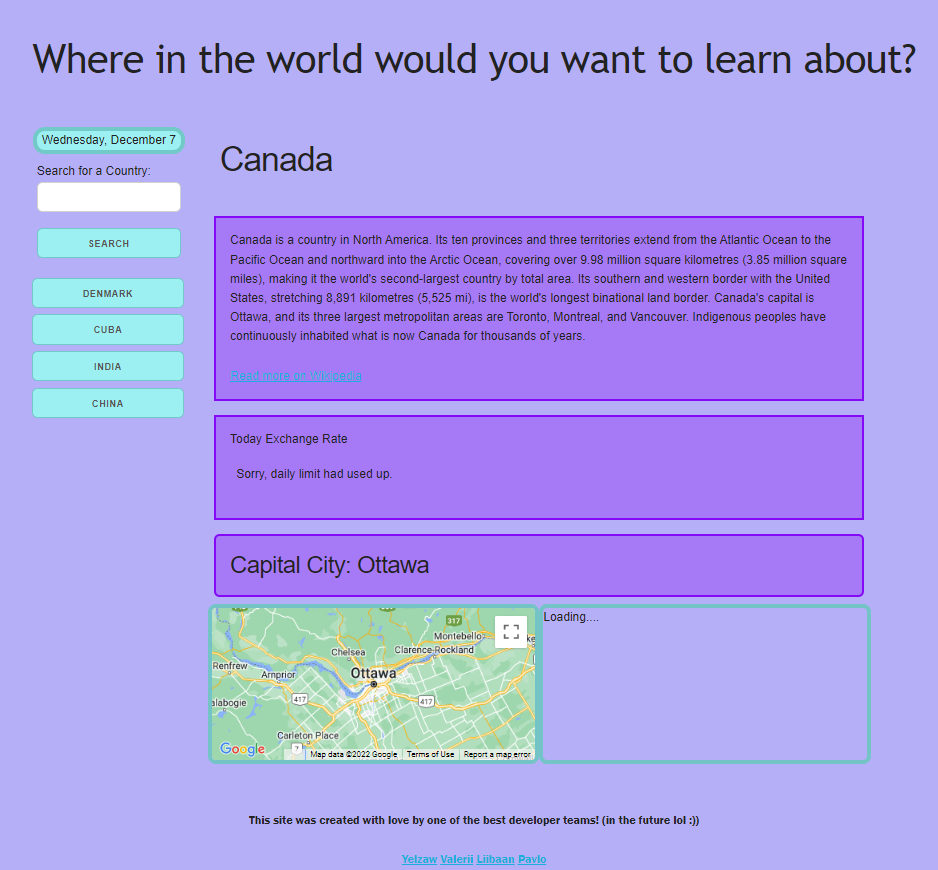 Where in the world would you want to learn about?
Wednesday, December 7
Search for a Country:
SEARCH
DENMARK
CUBA
INDIA
CHINA
Canada
Canada is a country in North America. Its ten provinces and three territories extend from the Atlantic Ocean to the
Pacific Ocean and northward into the Arctic Ocean, covering over 9.98 million square kilometres (3.85 million square
miles), making it the world's second-largest country by total area. Its southern and western border with the United
States, stretching 8,891 kilometres (5,525 mi), is the world's longest binational land border. Canada's capital is
Ottawa, and its three largest metropolitan areas are Toronto, Montreal, and Vancouver. Indigenous peoples have
continuously inhabited what is now Canada for thousands of years.
Read more on Wikipedia
Today Exchange Rate
Sorry, daily limit had used up.
Capital City: Ottawa
317
Montebello
Chelsea
Clarence-Rockland
Renfrew
Arnprior
Ottawa
417
417
alabogie
Carleton Place
7
Google
Map data ©2022 Google
Terms of Use
Report a map error
Loading....
This site was created with love by one of the best developer teams! (in the future lol :))
Yelzaw Valerii Liibaan Pavlo